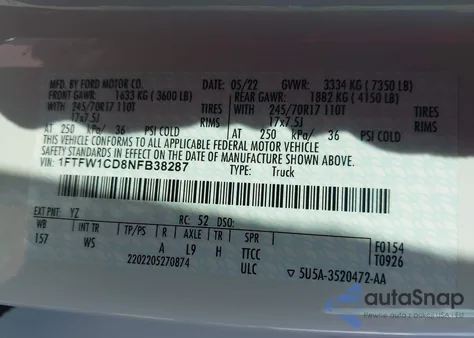 MFD. BY FORD MOTOR CO. DATE: 05/22 GVWR: 3334 KG (7350 LB)
FRONT GAWR: 1633 KG (3600 LB) REAR GAWR: 1882 KG (4150 LB)
WITH 245/70R17 110T TIRES WITH 245/70R17 110T TIRES
17x7.5J RIMS 17x7.5J RIMS
AT 250 kPa/ 36 PSI COLD AT 250 kPa/ 36 PSI COLD
THIS VEHICLE CONFORMS TO ALL APPLICABLE FEDERAL MOTOR VEHICLE
SAFETY STANDARDS IN EFFECT ON THE DATE OF MANUFACTURE SHOWN ABOVE.
VIN: 1FTFW1CD8NFB38287 TYPE: Truck
EXT PNT: YZ RC: 52 DSO: F0154
WB INT TR TP/PS R AXLE TR SPR T0926
157 WS A L9 H TTCC
2202205270874 ULC ▽ 5U5A-3520472-AA
autoSnap